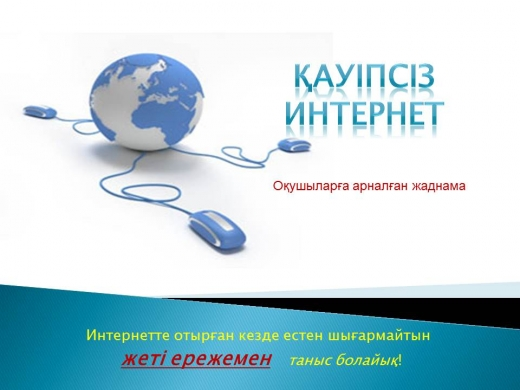 ҚАУІПСІЗ
ИНТЕРНЕТ
Оқушыларға арналған жаднама
Интернетте отырған кезде естен шығармайтын
жеті ережемен таныс болайық!